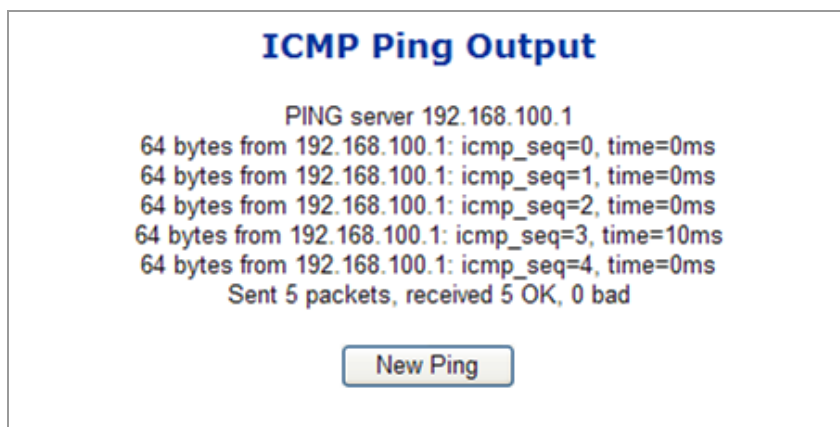 ICMP Ping Output
PING server 192.168.100.1
64 bytes from 192.168.100.1: icmp_seq=0, time=0ms
64 bytes from 192.168.100.1: icmp_seq=1, time=0ms
64 bytes from 192.168.100.1: icmp_seq=2, time=0ms
64 bytes from 192.168.100.1: icmp_seq=3, time=10ms
64 bytes from 192.168.100.1: icmp_seq=4, time=0ms
Sent 5 packets, received 5 OK, 0 bad
New Ping